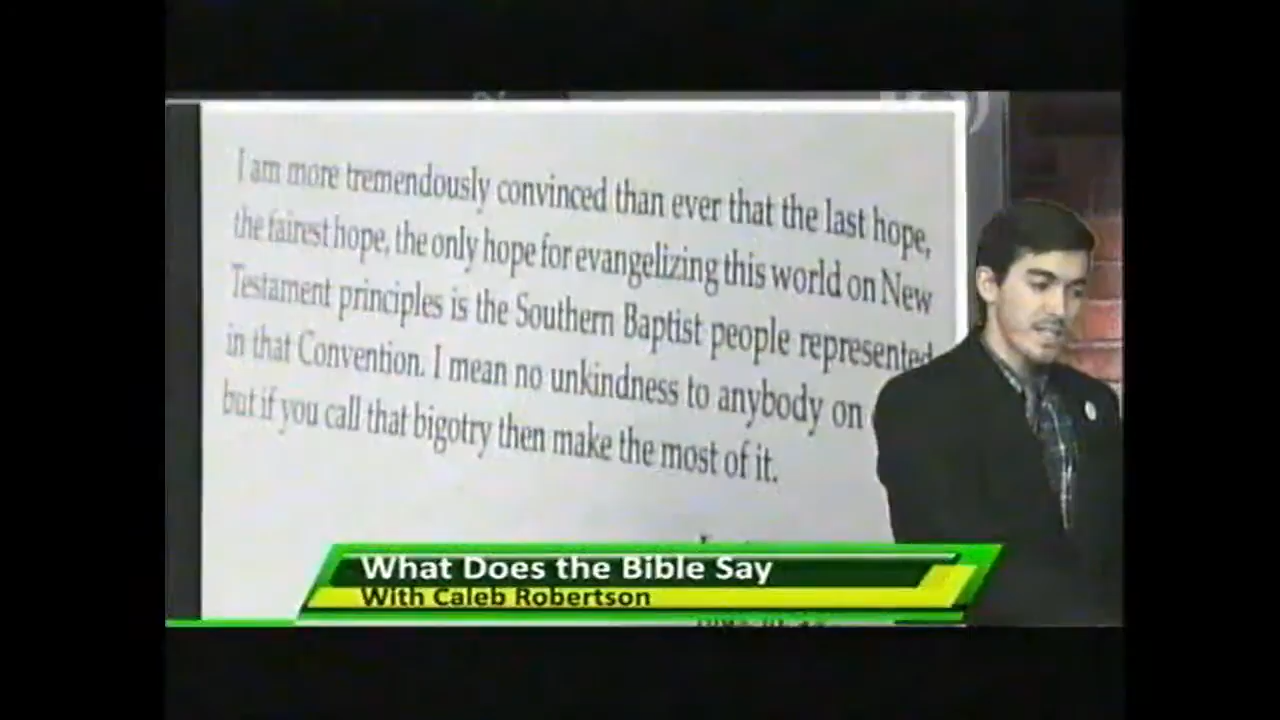 I am more tremendously convinced than ever that the last hope,
the fairest hope, the only hope for evangelizing this world on New
Testament principles is the Southern Baptist people represented
in that Convention. I mean no unkindness to anybody on
but if you call that bigotry then make the most of it.
What Does the Bible Say
With Caleb Robertson